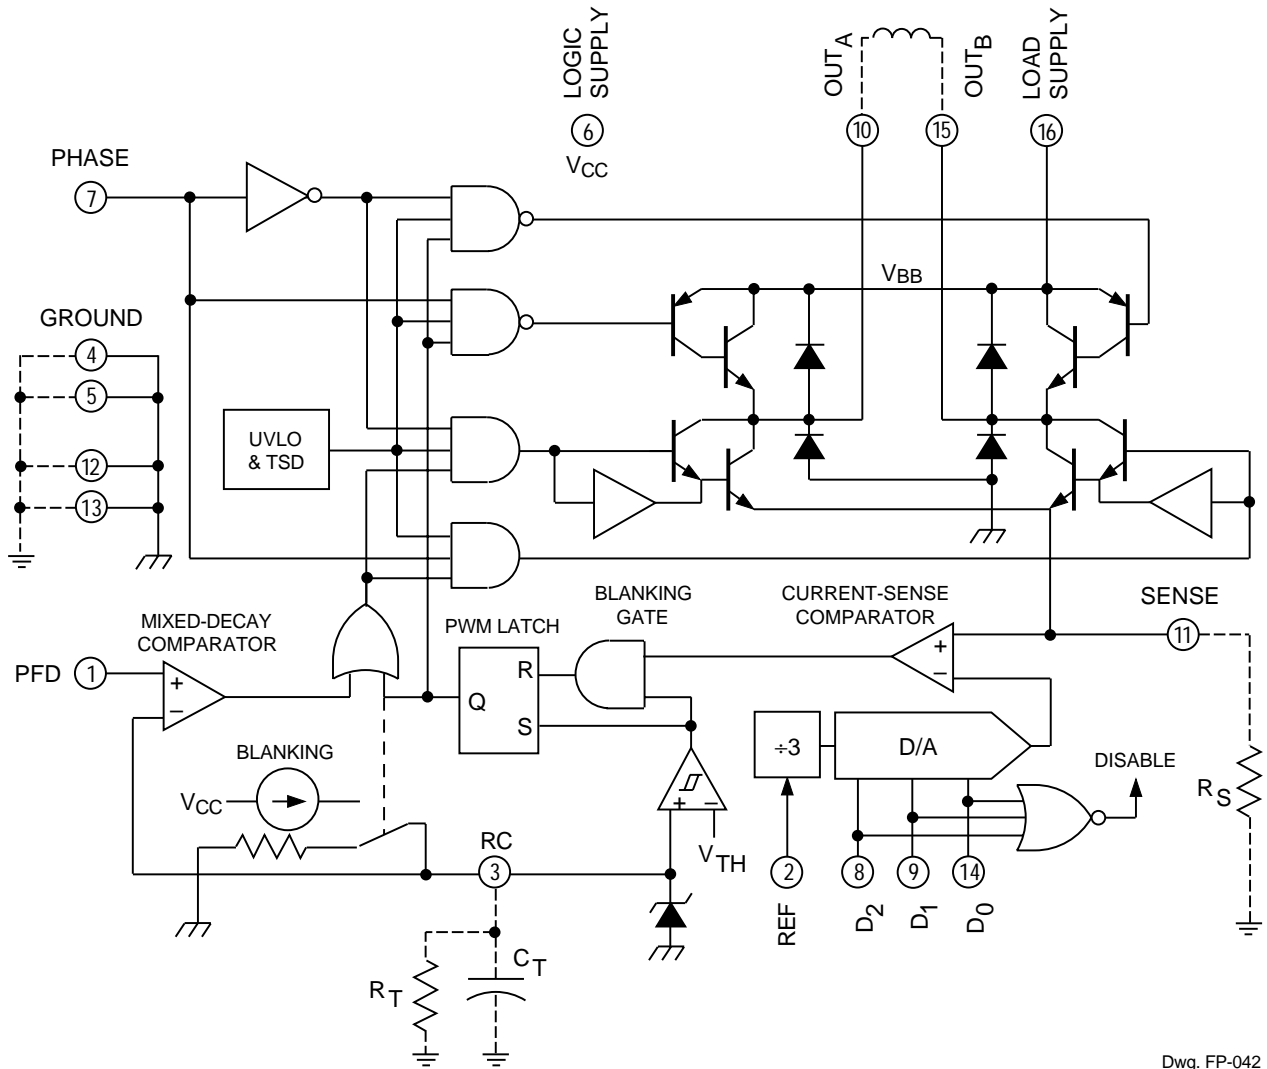 LOGIC
SUPPLY
6
VCC
OUTA
10
OUTB
15
LOAD
SUPPLY
16
PHASE
7
VBB
GROUND
4
5
12
13
UVLO
& TSD
MIXED-DECAY
COMPARATOR
PFD
1
+
–
PWM LATCH
R
Q
S
BLANKING
GATE
CURRENT-SENSE
COMPARATOR
+
–
SENSE
11
BLANKING
VCC
RC
3
+
–
VTH
÷3
D/A
DISABLE
RS
2
REF
8
D2
9
D1
14
D0
RT
CT
Dwg. FP-042